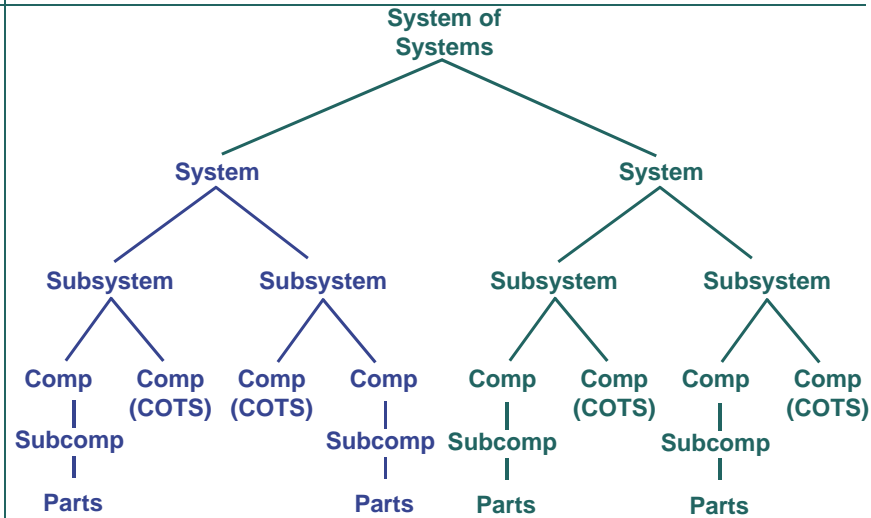 System of
Systems
System System
Subsystem Subsystem Subsystem Subsystem
Comp Comp Comp Comp Comp Comp Comp Comp
(COTS) (COTS) (COTS) (COTS)
Subcomp Subcomp Subcomp Subcomp
Parts Parts Parts Parts